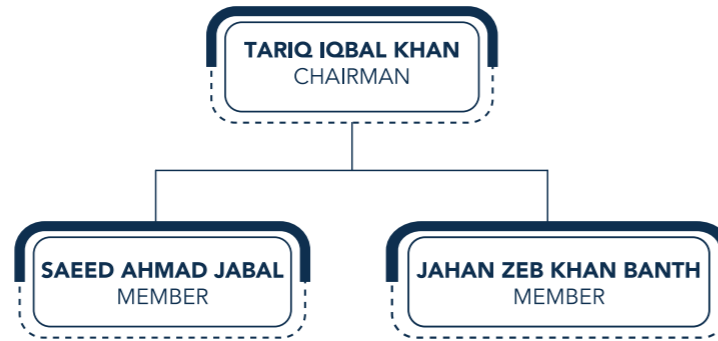 TARIQ IQBAL KHAN
CHAIRMAN
SAEED AHMAD JABAL
MEMBER
JAHAN ZEB KHAN BANTH
MEMBER